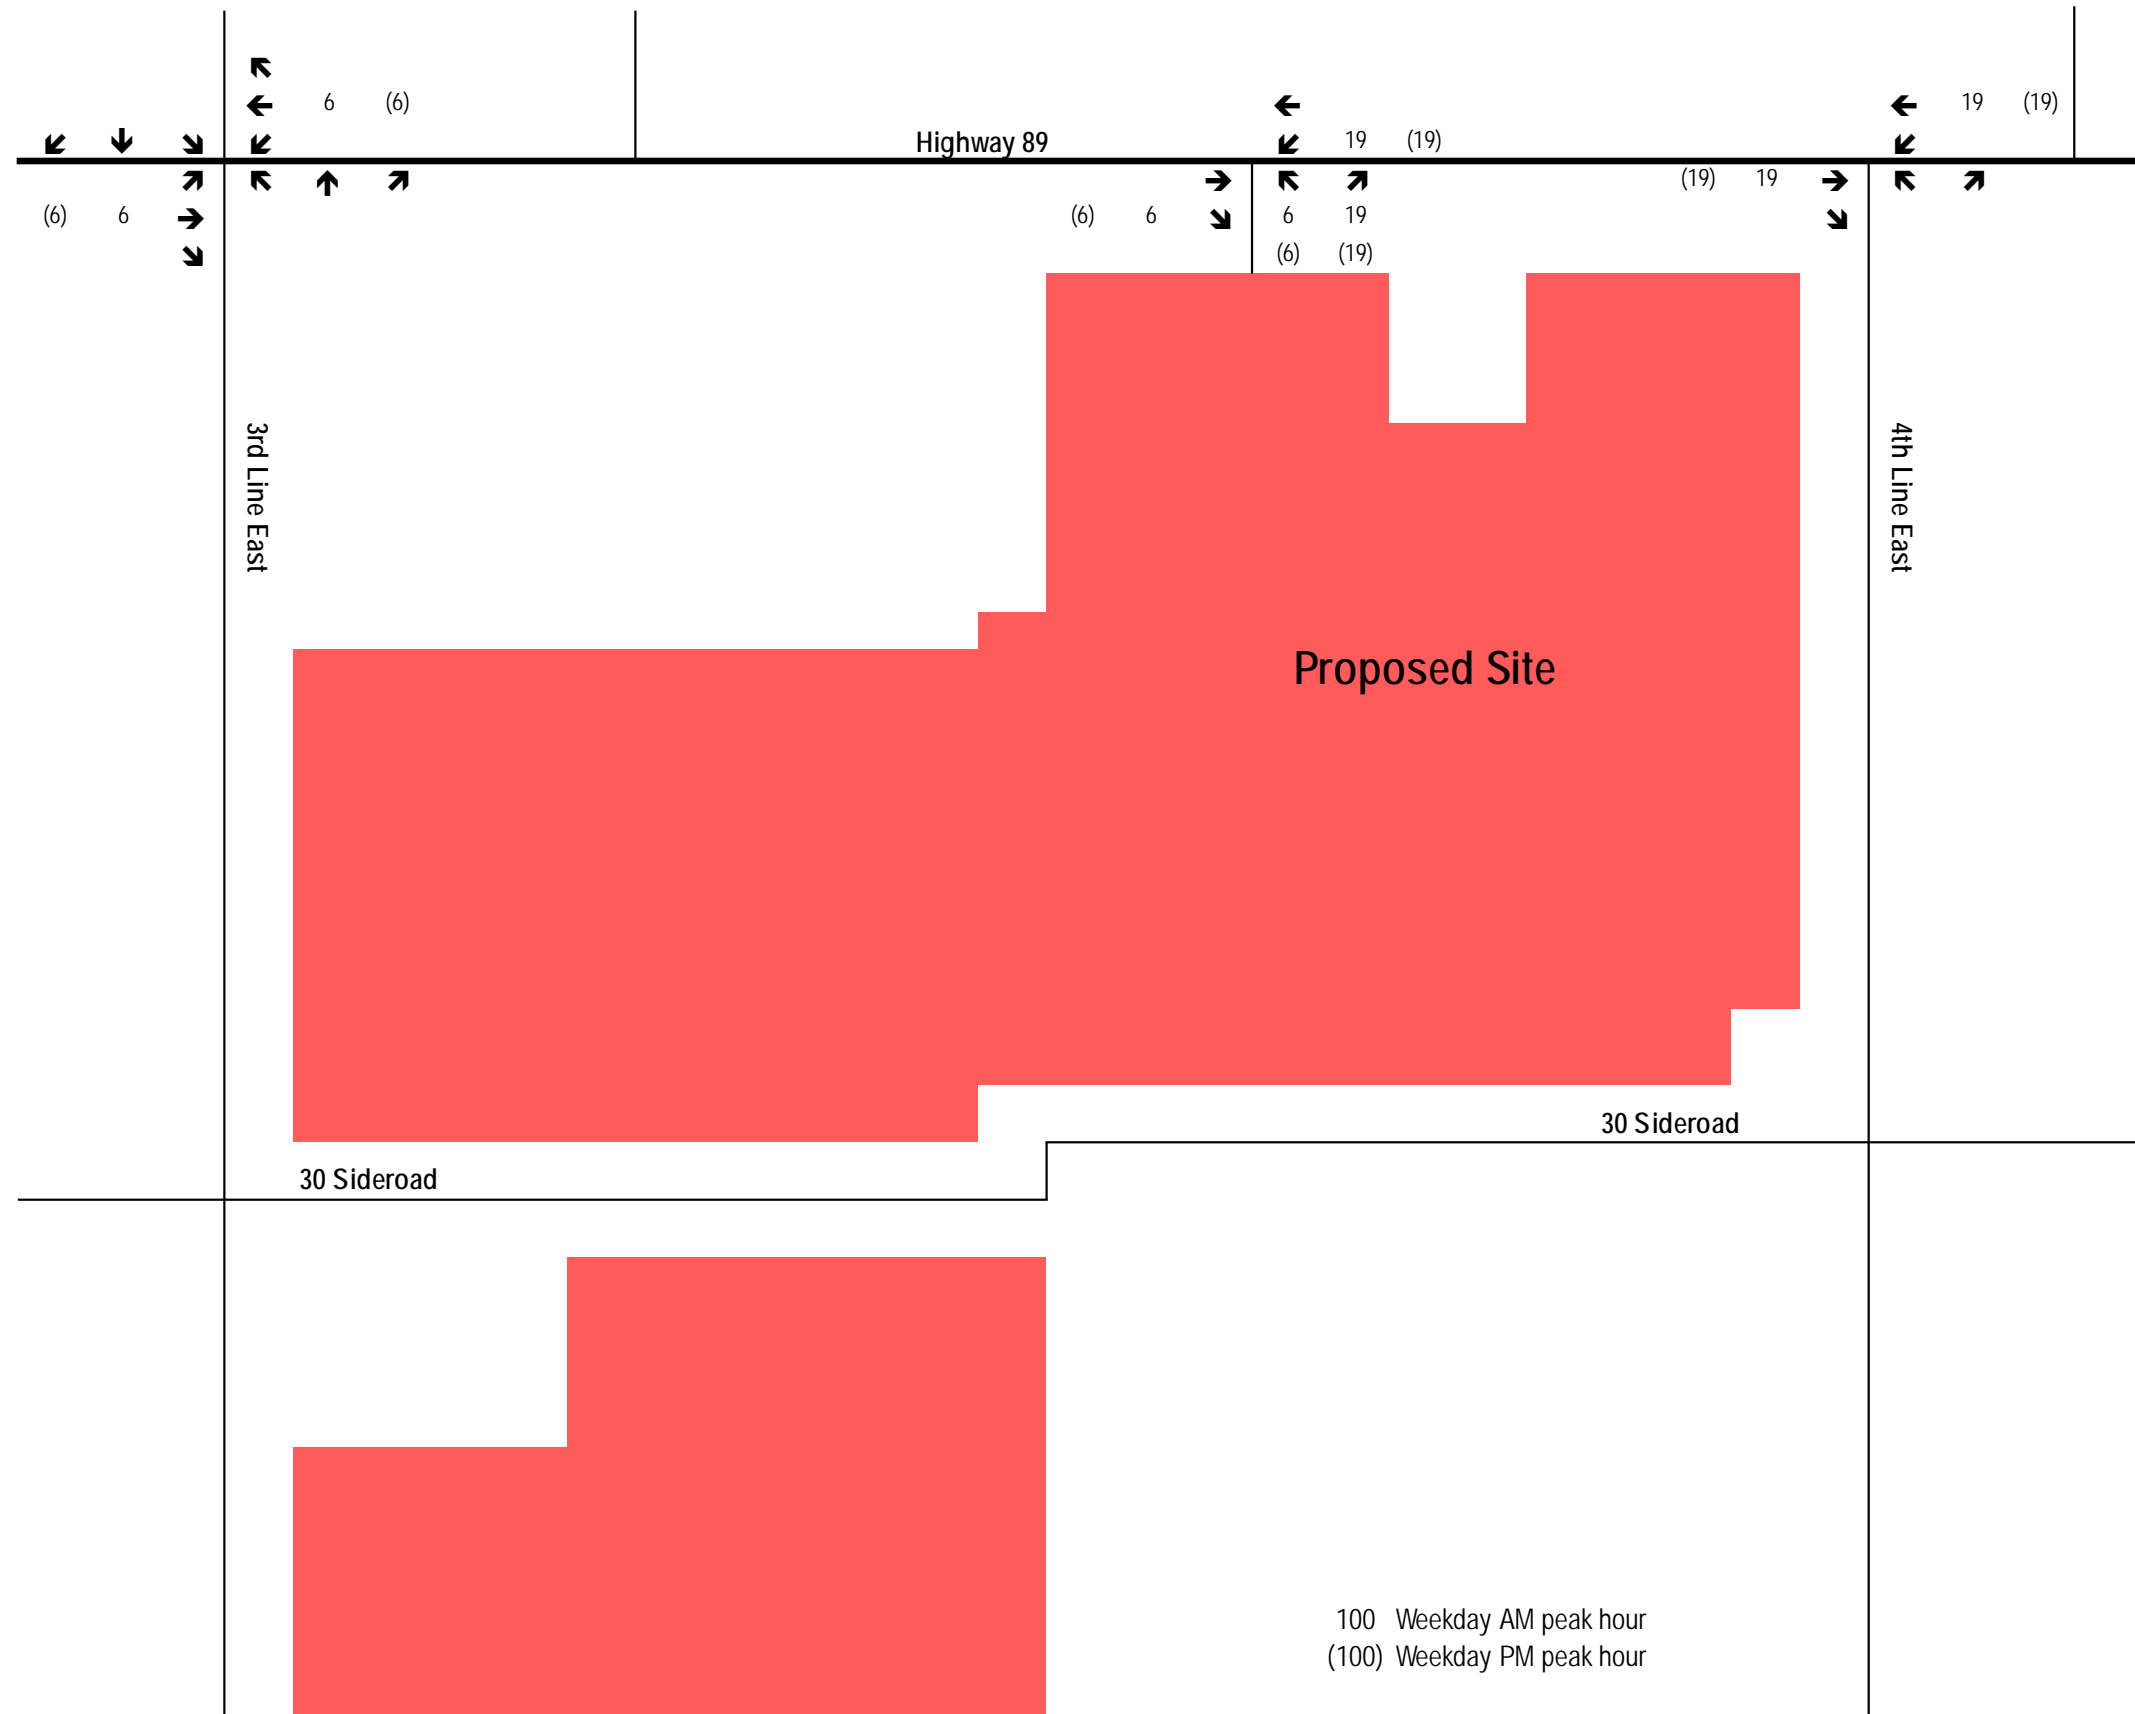 6 (6)
19 (19)
Highway 89
19 (19)
(19) 19
(6) 6
(6) 6
6 19
(6) (19)
3rd Line East
4th Line East
Proposed Site
30 Sideroad
30 Sideroad
100 Weekday AM peak hour
(100) Weekday PM peak hour